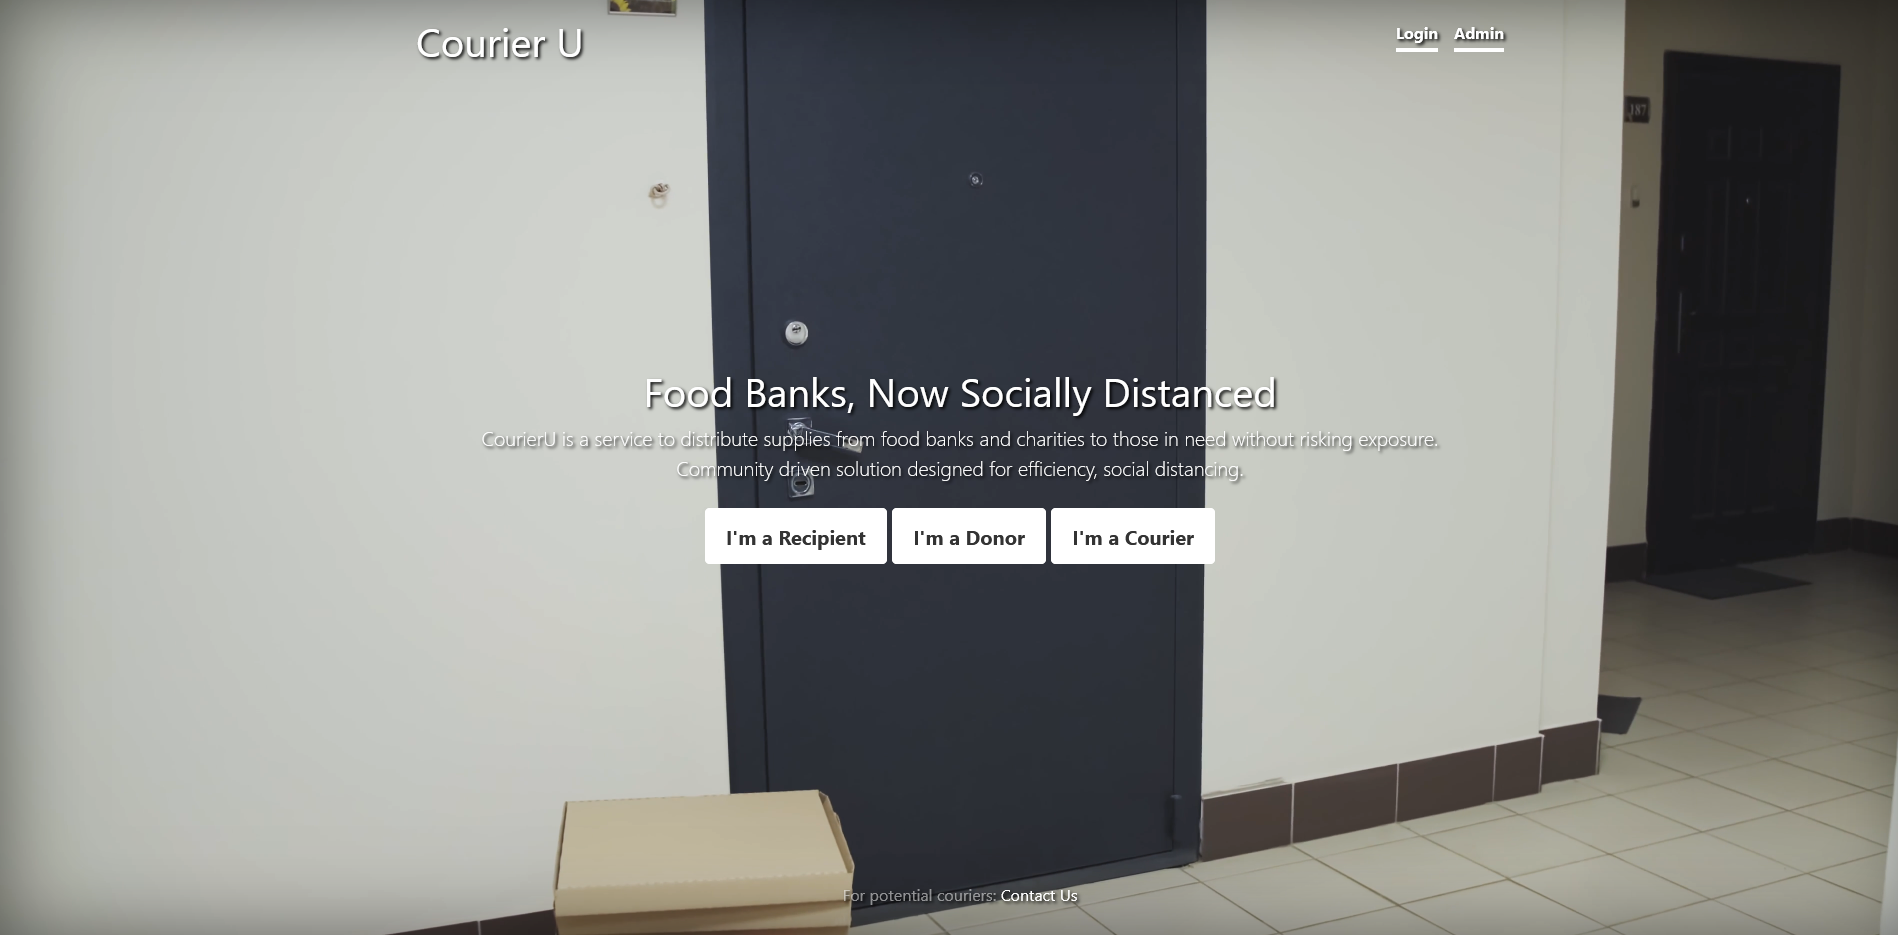 Courier U
Login Admin
187
Food Banks, Now Socially Distanced
CourierU is a service to distribute supplies from food banks and charities to those in need without risking exposure.
Community driven solution designed for efficiency, social distancing.
I'm a Recipient I'm a Donor I'm a Courier
For potential couriers: Contact Us